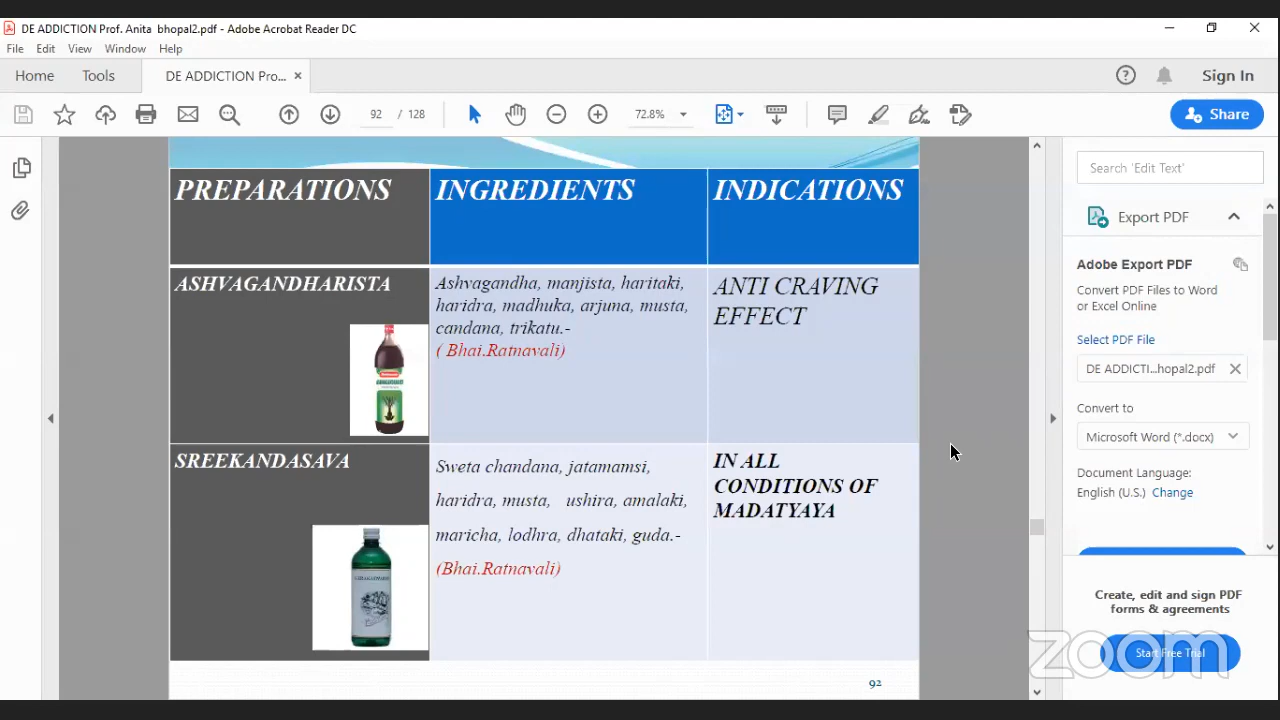 DE ADDICTION Prof. Anita bhopal2.pdf - Adobe Acrobat Reader DC
File Edit View Window Help
Home Tools DE ADDICTION Pro... × Sign In
92 / 128 72.8% Share
PREPARATIONS INGREDIENTS INDICATIONS
ASHVAGANDHARISTA
Ashvagandha, manjista, haritaki,
haridra, madhuka, arjuna, musta,
candana, trikatu.-
( Bhai.Ratnavali)
ANTI CRAVING
EFFECT
SREEKANDASAVA
Sweta chandana, jatamamsi,
haridra, musta, ushira, amalaki,
maricha, lodhra, dhataki, guda.-
(Bhai.Ratnavali)
IN ALL
CONDITIONS OF
MADATYAYA
92
Search 'Edit Text'
Export PDF
Adobe Export PDF
Convert PDF Files to Word
or Excel Online
Select PDF File
DE ADDICTI...hopal2.pdf
Convert to
Microsoft Word (*.docx)
Document Language:
English (U.S.) Change
Create, edit and sign PDF
forms & agreements
Start Free Trial
zoom